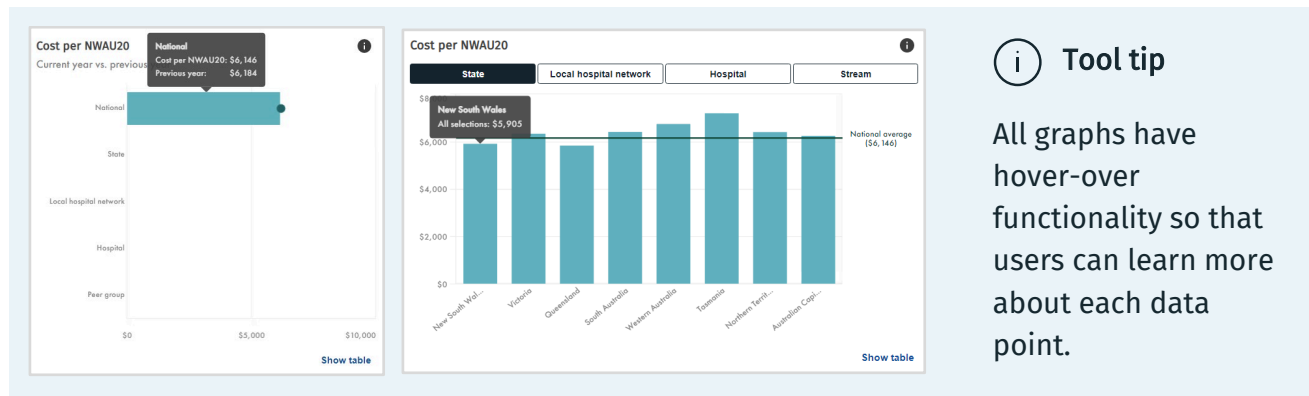 Cost per NWAU20
Current year vs. previous
National
Cost per NWAU20: $6,146
Previous year: $6,184
National
State
Local hospital network
Hospital
Peer group
$0 $5,000 $10,000
Show table
Cost per NWAU20
State Local hospital network Hospital Stream
$8
New South Wales
All selections: $5,905
$6,000
$4,000
$2,000
$0
National average
($6,146)
New South Wal...
Victoria
Queensland
South Australia
Western Australia
Tasmania
Northern Territ...
Australian Capi...
Show table
i Tool tip
All graphs have
hover-over
functionality so that
users can learn more
about each data
point.